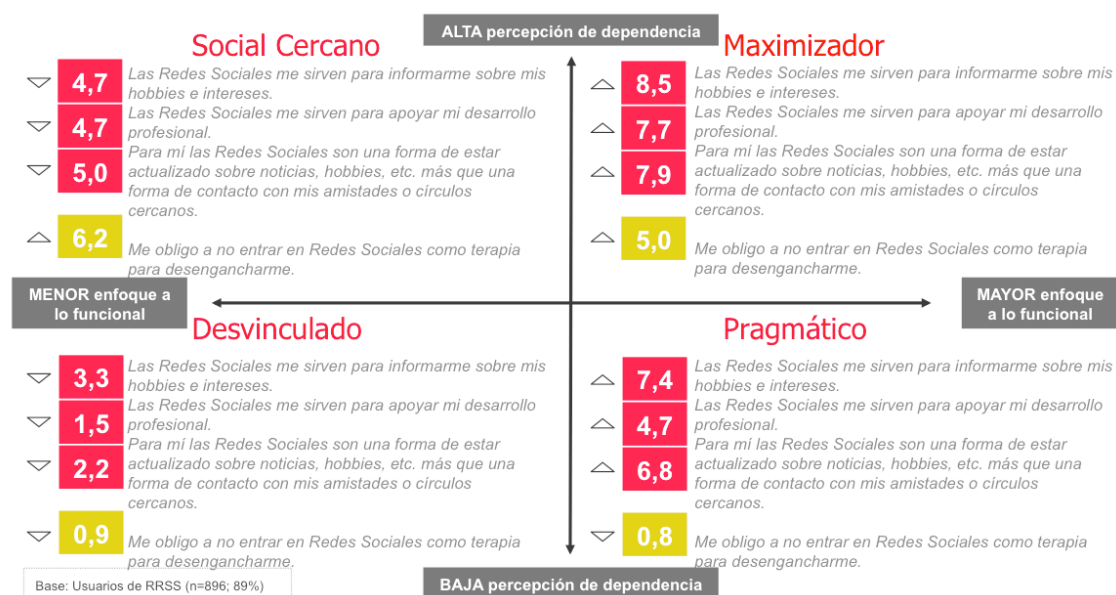 ALTA percepción de dependencia
Social Cercano
4,7
Las Redes Sociales me sirven para informarme sobre mis
hobbies e intereses.
4,7
Las Redes Sociales me sirven para apoyar mi desarrollo
profesional.
5,0
Para mí las Redes Sociales son una forma de estar
actualizado sobre noticias, hobbies, etc. más que una
forma de contacto con mis amistades o círculos
cercanos.
6,2
Me obligo a no entrar en Redes Sociales como terapia
para desengancharme.
Maximizador
8,5
Las Redes Sociales me sirven para informarme sobre mis
hobbies e intereses.
7,7
Las Redes Sociales me sirven para apoyar mi desarrollo
profesional.
7,9
Para mí las Redes Sociales son una forma de estar
actualizado sobre noticias, hobbies, etc. más que una
forma de contacto con mis amistades o círculos
cercanos.
5,0
Me obligo a no entrar en Redes Sociales como terapia
para desengancharme.
MENOR enfoque a
lo funcional
MAYOR enfoque
a lo funcional
Desvinculado
3,3
Las Redes Sociales me sirven para informarme sobre mis
hobbies e intereses.
1,5
Las Redes Sociales me sirven para apoyar mi desarrollo
profesional.
2,2
Para mí las Redes Sociales son una forma de estar
actualizado sobre noticias, hobbies, etc. más que una
forma de contacto con mis amistades o círculos
cercanos.
0,9
Me obligo a no entrar en Redes Sociales como terapia
para desengancharme.
Pragmático
7,4
Las Redes Sociales me sirven para informarme sobre mis
hobbies e intereses.
4,7
Las Redes Sociales me sirven para apoyar mi desarrollo
profesional.
6,8
Para mí las Redes Sociales son una forma de estar
actualizado sobre noticias, hobbies, etc. más que una
forma de contacto con mis amistades o círculos
cercanos.
0,8
Me obligo a no entrar en Redes Sociales como terapia
para desengancharme.
Base: Usuarios de RRSS (n=896; 89%)
BAJA percepción de dependencia